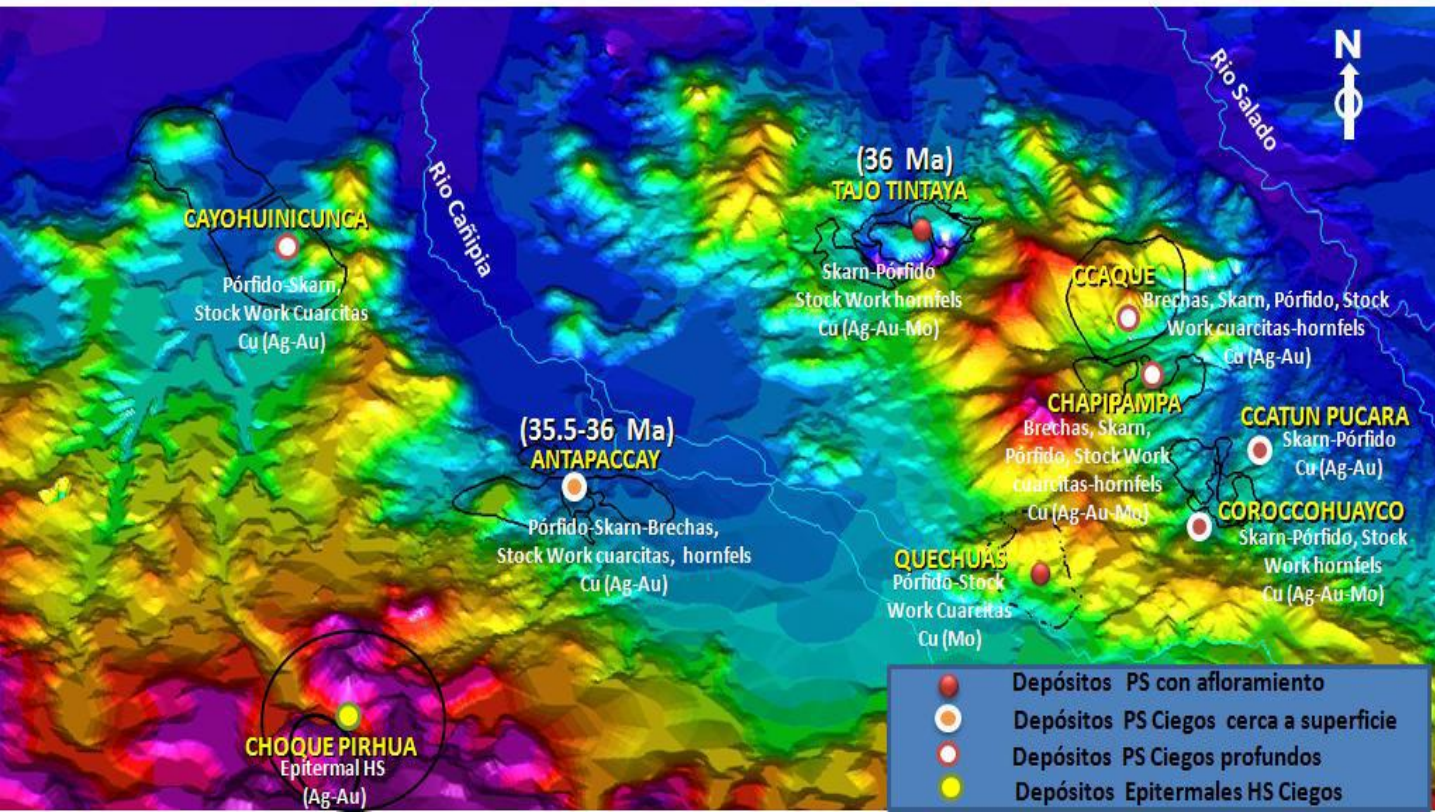 N
Rio Salado
Rio Cañipia
(36 Ma)
TAJO TINTAYA
Skarn-Pórfido
Stock Work hornfels
Cu (Ag-Au-Mo)
CAYOHUINICUNCA
Pórfido-Skarn,
Stock Work Cuarcitas
Cu (Ag-Au)
CCAQUE
Brechas, Skarn, Pórfido, Stock
Work cuarcitas-hornfels
Cu (Ag-Au)
CHAPIPAMPA
Brechas, Skarn,
Pórfido, Stock Work
cuarcitas-hornfels
Cu (Ag-Au-Mo)
CCATUN PUCARA
Skarn-Pórfido
Cu (Ag-Au)
(35.5-36 Ma)
ANTAPACCAY
Pórfido-Skarn-Brechas,
Stock Work cuarcitas, hornfels
Cu (Ag-Au)
COROCCOHUAYCO
Skarn-Pórfido, Stock
Work hornfels
Cu (Ag-Au-Mo)
QUECHUAS
Pórfido-Stock
Work Cuarcitas
Cu (Mo)
CHOQUE PIRHUA
Epitermal HS
(Ag-Au)
Depósitos PS con afloramiento
Depósitos PS Ciegos cerca a superficie
Depósitos PS Ciegos profundos
Depósitos Epitermales HS Ciegos